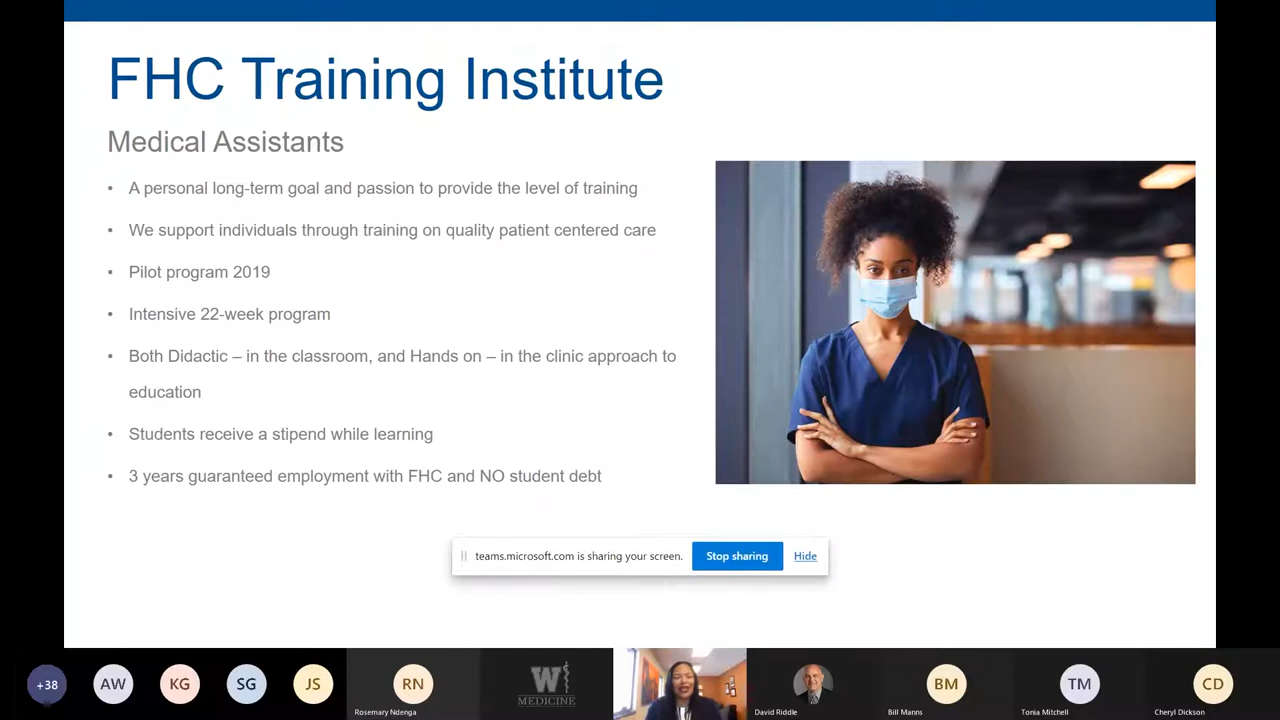 FHC Training Institute
Medical Assistants
• A personal long-term goal and passion to provide the level of training
• We support individuals through training on quality patient centered care
• Pilot program 2019
• Intensive 22-week program
• Both Didactic – in the classroom, and Hands on – in the clinic approach to
education
• Students receive a stipend while learning
• 3 years guaranteed employment with FHC and NO student debt
teams.microsoft.com is sharing your screen.
Stop sharing
Hide
+38
AW
KG
SG
JS
RN
Rosemary Ndenga
W
MEDICINE
David Riddle
BM
Bill Manns
TM
Tonia Mitchell
CD
Cheryl Dickson